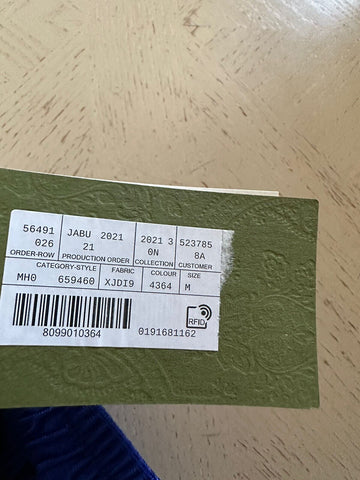 56491 JABU 2021 2021 3 523785
026 21 0N 8A
ORDER-ROW PRODUCTION ORDER COLLECTION CUSTOMER
CATEGORY-STYLE FABRIC COLOUR SIZE
MH0 659460 XJDI9 4364 M
8099010364 0191681162
RFID